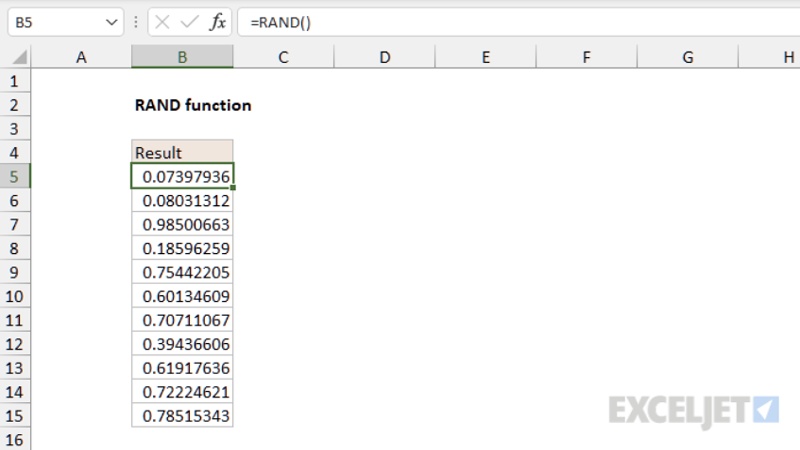 B5 fx =RAND()
A B C D E F G H
1
2 RAND function
3
4 Result
5 0.07397936
6 0.08031312
7 0.98500663
8 0.18596259
9 0.75442205
10 0.60134609
11 0.70711067
12 0.39436606
13 0.61917636
14 0.72224621
15 0.78515343
16
EXCELJET